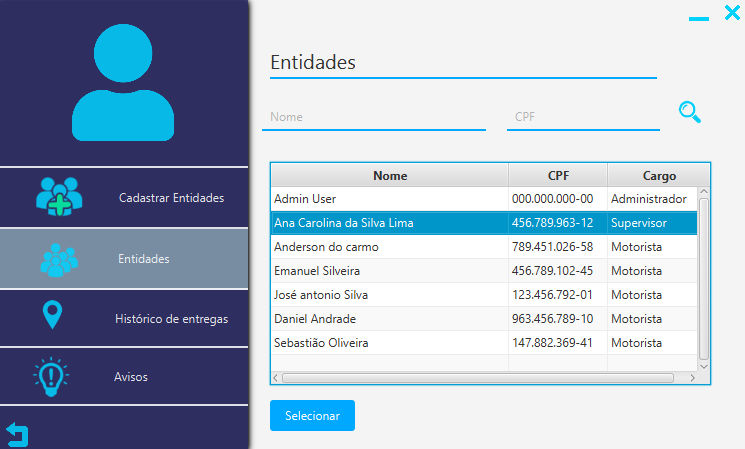 Cadastrar Entidades
Entidades
Histórico de entregas
Avisos
Entidades
Nome CPF
Nome CPF Cargo
Admin User 000.000.000-00 Administrador
Ana Carolina da Silva Lima 456.789.963-12 Supervisor
Anderson do carmo 789.451.026-58 Motorista
Emanuel Silveira 456.789.102-45 Motorista
José antonio Silva 123.456.792-01 Motorista
Daniel Andrade 963.456.789-10 Motorista
Sebastião Oliveira 147.882.369-41 Motorista
Selecionar